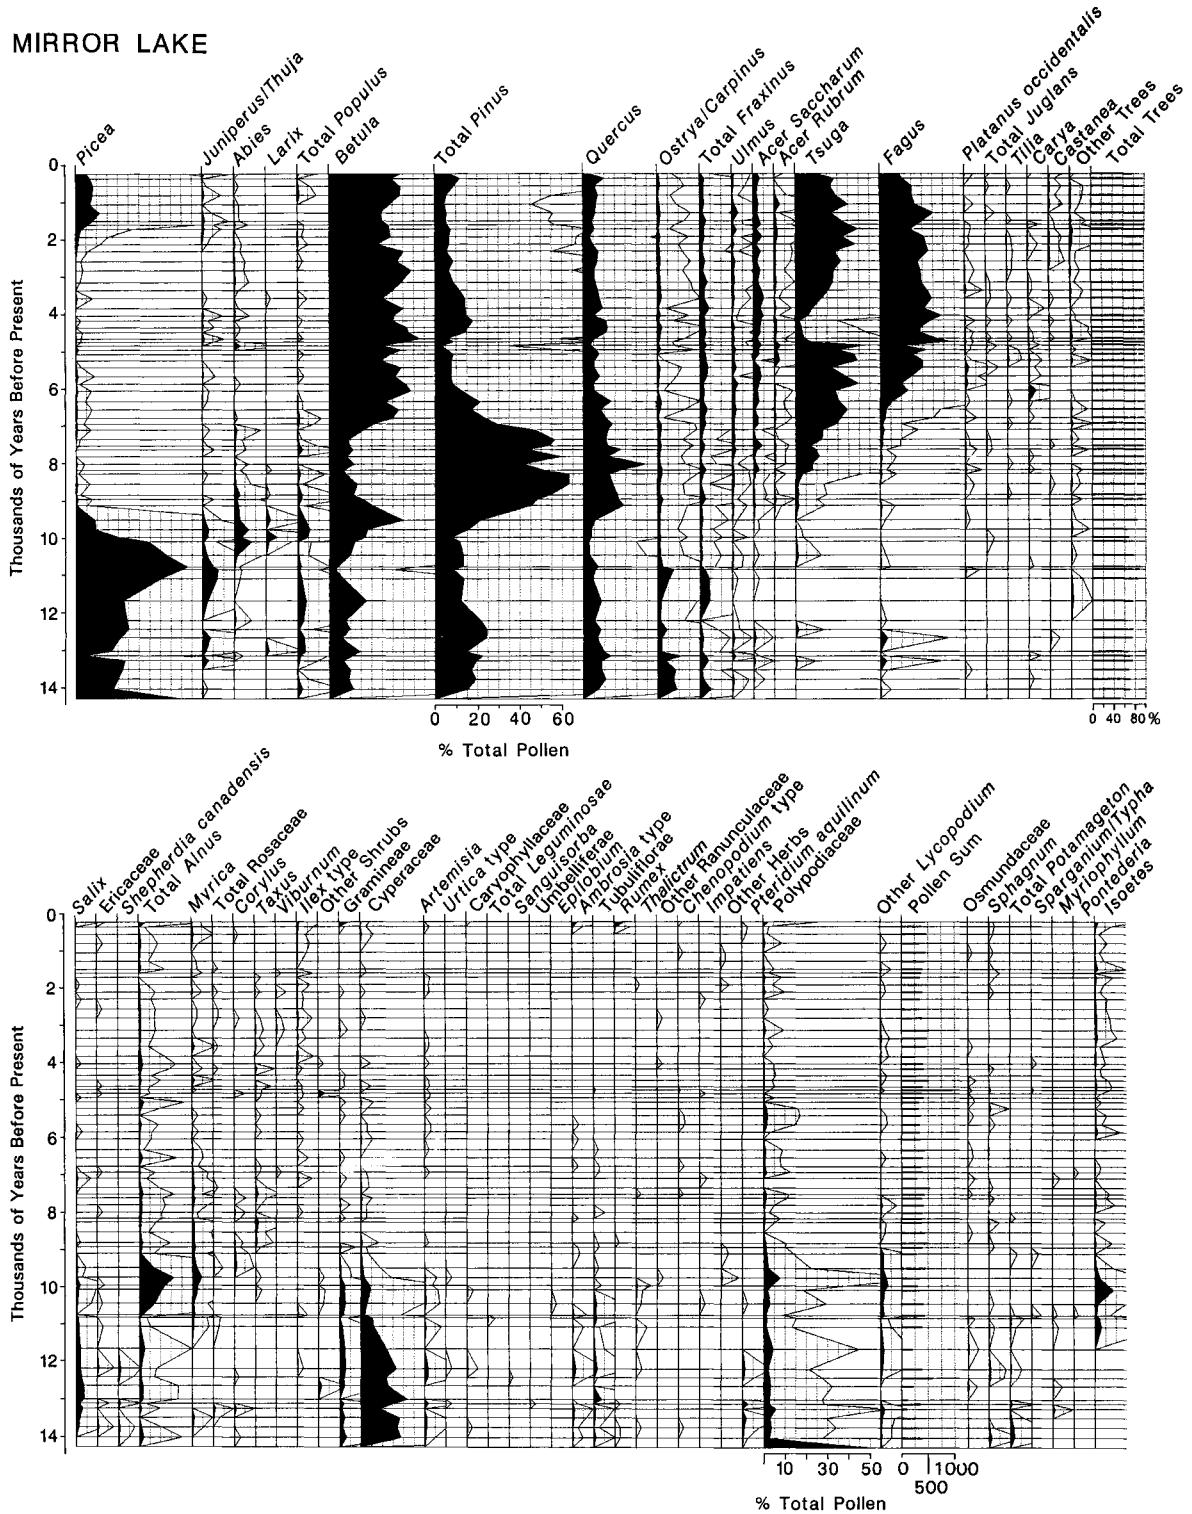 MIRROR LAKE
Picea
Juniperus/Thuja
Abies
Larix
Total Populus
Betula
Total Pinus
Quercus
Ostrya/Carpinus
Total Fraxinus
Ulmus
Acer Saccharum
Acer Rubrum
Tsuga
Fagus
Platanus occidentalis
Total Juglans
Tilla
Carya
Castanea
Other Trees
Total Trees
Thousands of Years Before Present
0
2
4
6
8
10
12
14
0 20 40 60
% Total Pollen
0 40 80%
Salix
Ericaceae
Shepherdia canadensis
Total Alnus
Myrica
Total Rosaceae
Corylus
Taxus
Viburnum
Ilex type
Other Shrubs
Gramineae
Cyperaceae
Artemisia
Urtica type
Caryophyllaceae
Total Leguminosae
Sanguisorba
Umbelliferae
Epilobium
Ambrosia type
Tubuliflorae
Rumex
Thalictrum
Other Ranunculaceae
Chenopodium type
Impatiens
Other Herbs
Pteridium aquilinum
Polypodiaceae
Other Lycopodium
Pollen Sum
Osmundaceae
Sphagnum
Total Potamageton
Sparganium/Typha
Myriophyllum
Pontederia
Isoetes
Thousands of Years Before Present
0
2
4
6
8
10
12
14
10 30 50
0 1000
500
% Total Pollen